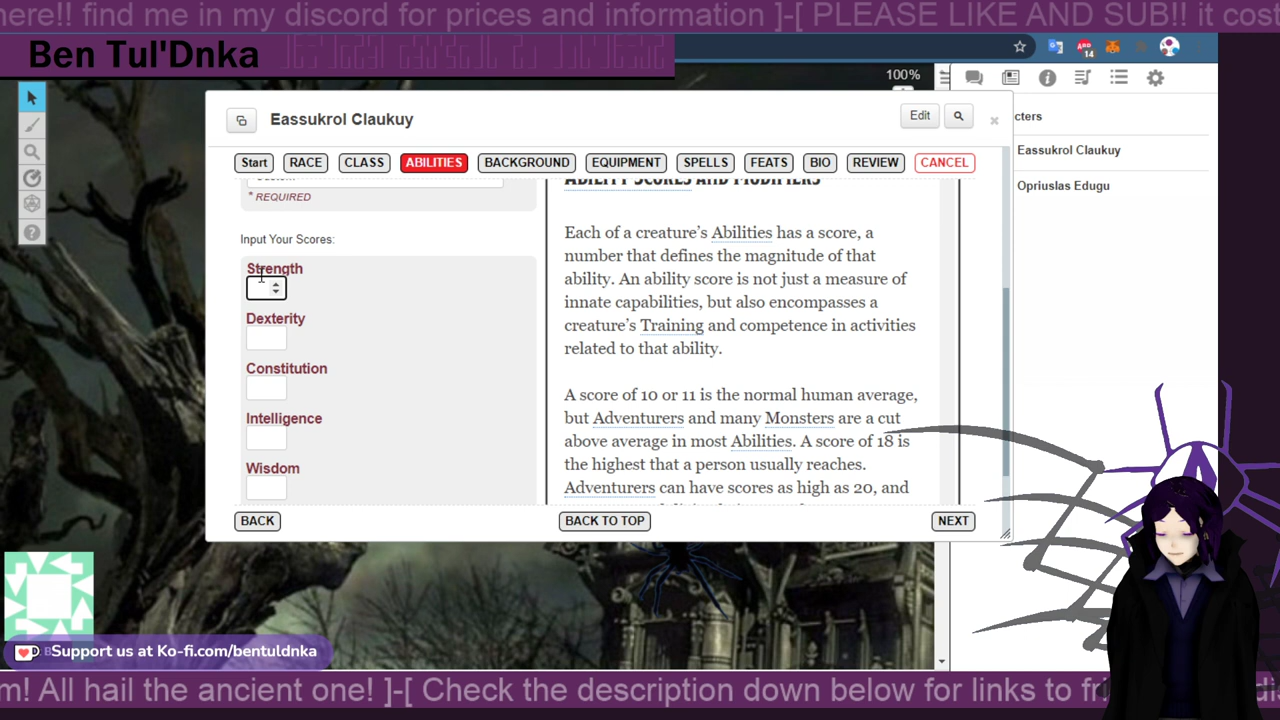 here!! find me in my discord for prices and information ]-[ PLEASE LIKE AND SUB!! it cost
Ben Tul'Dnka
100%
14
Eassukrol Claukuy
Edit
Start RACE CLASS ABILITIES BACKGROUND EQUIPMENT SPELLS FEATS BIO REVIEW CANCEL
* REQUIRED
Input Your Scores:
Strength
Dexterity
Constitution
Intelligence
Wisdom
ABILITY SCORES AND MODIFIERS
Each of a creature's Abilities has a score, a
number that defines the magnitude of that
ability. An ability score is not just a measure of
innate capabilities, but also encompasses a
creature's Training and competence in activities
related to that ability.
A score of 10 or 11 is the normal human average,
but Adventurers and many Monsters are a cut
above average in most Abilities. A score of 18 is
the highest that a person usually reaches.
Adventurers can have scores as high as 20, and
BACK
BACK TO TOP
NEXT
cters
Eassukrol Claukuy
Opriuslas Edugu
Support us at Ko-fi.com/bentuldnka
m! All hail the ancient one! ]-[ Check the description down below for links to fr